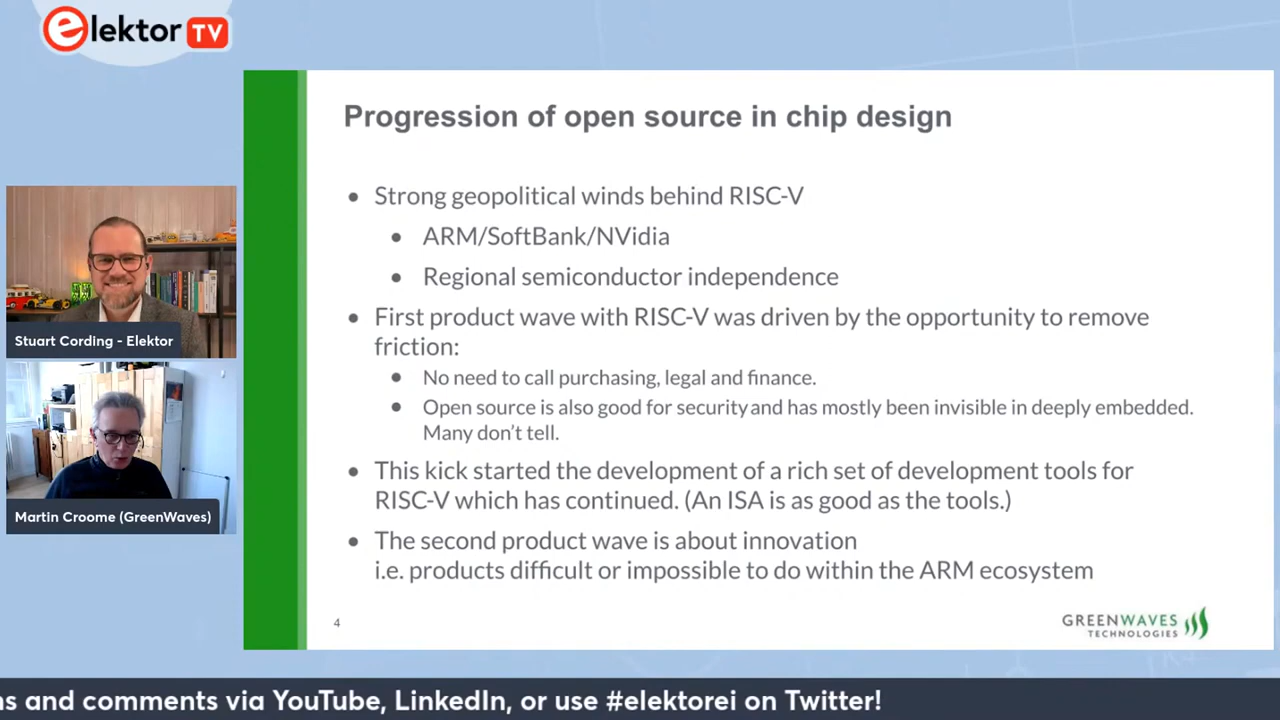 elektor TV
Progression of open source in chip design
• Strong geopolitical winds behind RISC-V
• ARM/SoftBank/NVidia
• Regional semiconductor independence
• First product wave with RISC-V was driven by the opportunity to remove
friction:
• No need to call purchasing, legal and finance.
• Open source is also good for security and has mostly been invisible in deeply embedded.
Many don't tell.
• This kick started the development of a rich set of development tools for
RISC-V which has continued. (An ISA is as good as the tools.)
• The second product wave is about innovation
i.e. products difficult or impossible to do within the ARM ecosystem
4
GREENWAVES
TECHNOLOGIES
Stuart Cording - Elektor
Martin Croome (GreenWaves)
and comments via YouTube, LinkedIn, or use #elektorei on Twitter!